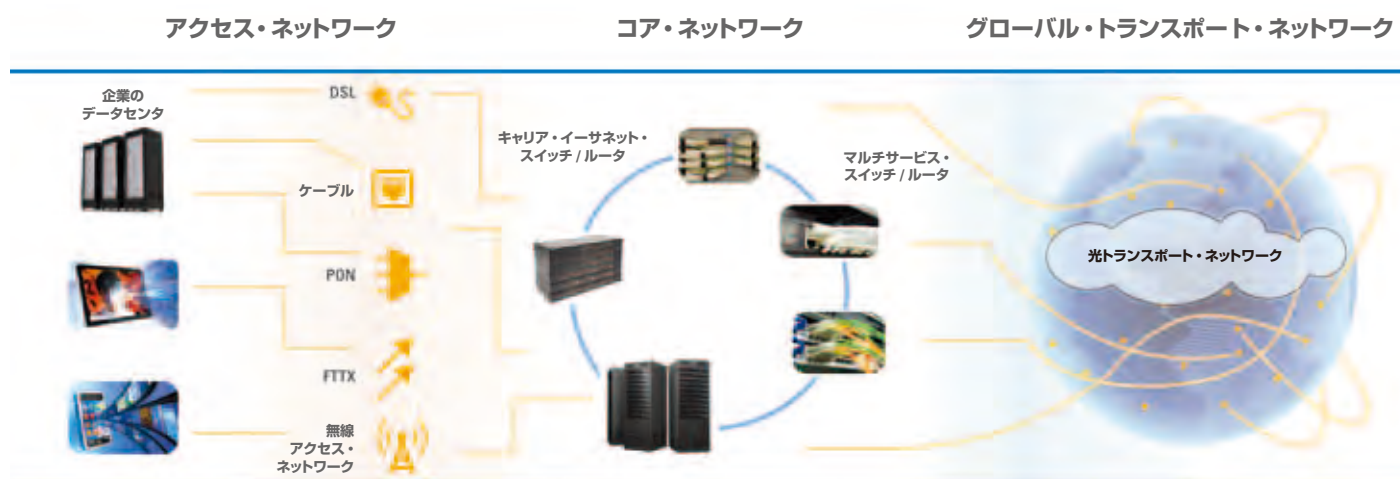 アクセス・ネットワーク
コア・ネットワーク
グローバル・トランスポート・ネットワーク
企業の
データセンタ
DSL
ケーブル
PON
FTTX
無線
アクセス・
ネットワーク
キャリア・イーサネット・
スイッチ / ルータ
マルチサービス・
スイッチ / ルータ
光トランスポート・ネットワーク